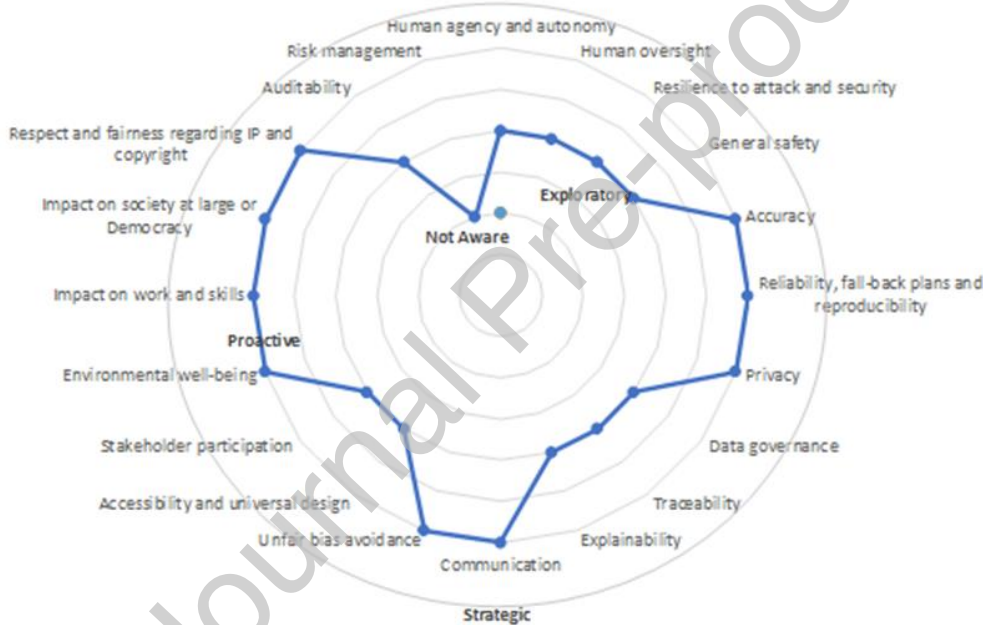 Human agency and autonomy
Risk management
Human oversight
Auditability
Resilience to attack and security
Respect and fairness regarding IP and
copyright
General safety
Exploratory
Impact on society at large or
Democracy
Accuracy
Not Aware
Impact on work and skills
Reliability, fall-back plans and
reproducibility
Proactive
Environmental well-being
Privacy
Stakeholder participation
Data governance
Accessibility and universal design
Traceability
Unfair bias avoidance
Explainability
Communication
Strategic
Journal Pre-proo